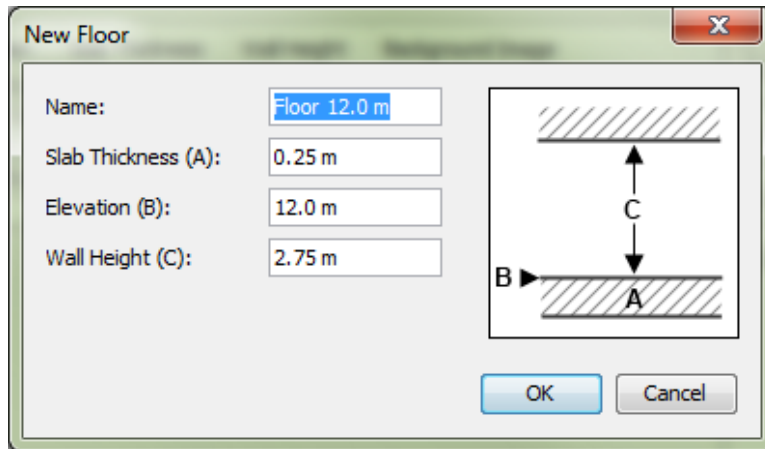 New Floor
Name: Floor 12.0 m
Slab Thickness (A): 0.25 m
Elevation (B): 12.0 m
Wall Height (C): 2.75 m
C
B
A
OK Cancel